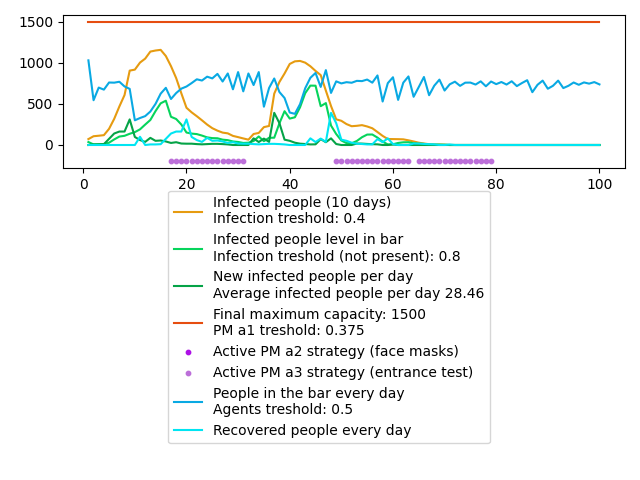 1500
1000
500
0
0 20 40 60 80 100
Infected people (10 days)
Infection treshold: 0.4
Infected people level in bar
Infection treshold (not present): 0.8
New infected people per day
Average infected people per day 28.46
Final maximum capacity: 1500
PM a1 treshold: 0.375
Active PM a2 strategy (face masks)
Active PM a3 strategy (entrance test)
People in the bar every day
Agents treshold: 0.5
Recovered people every day